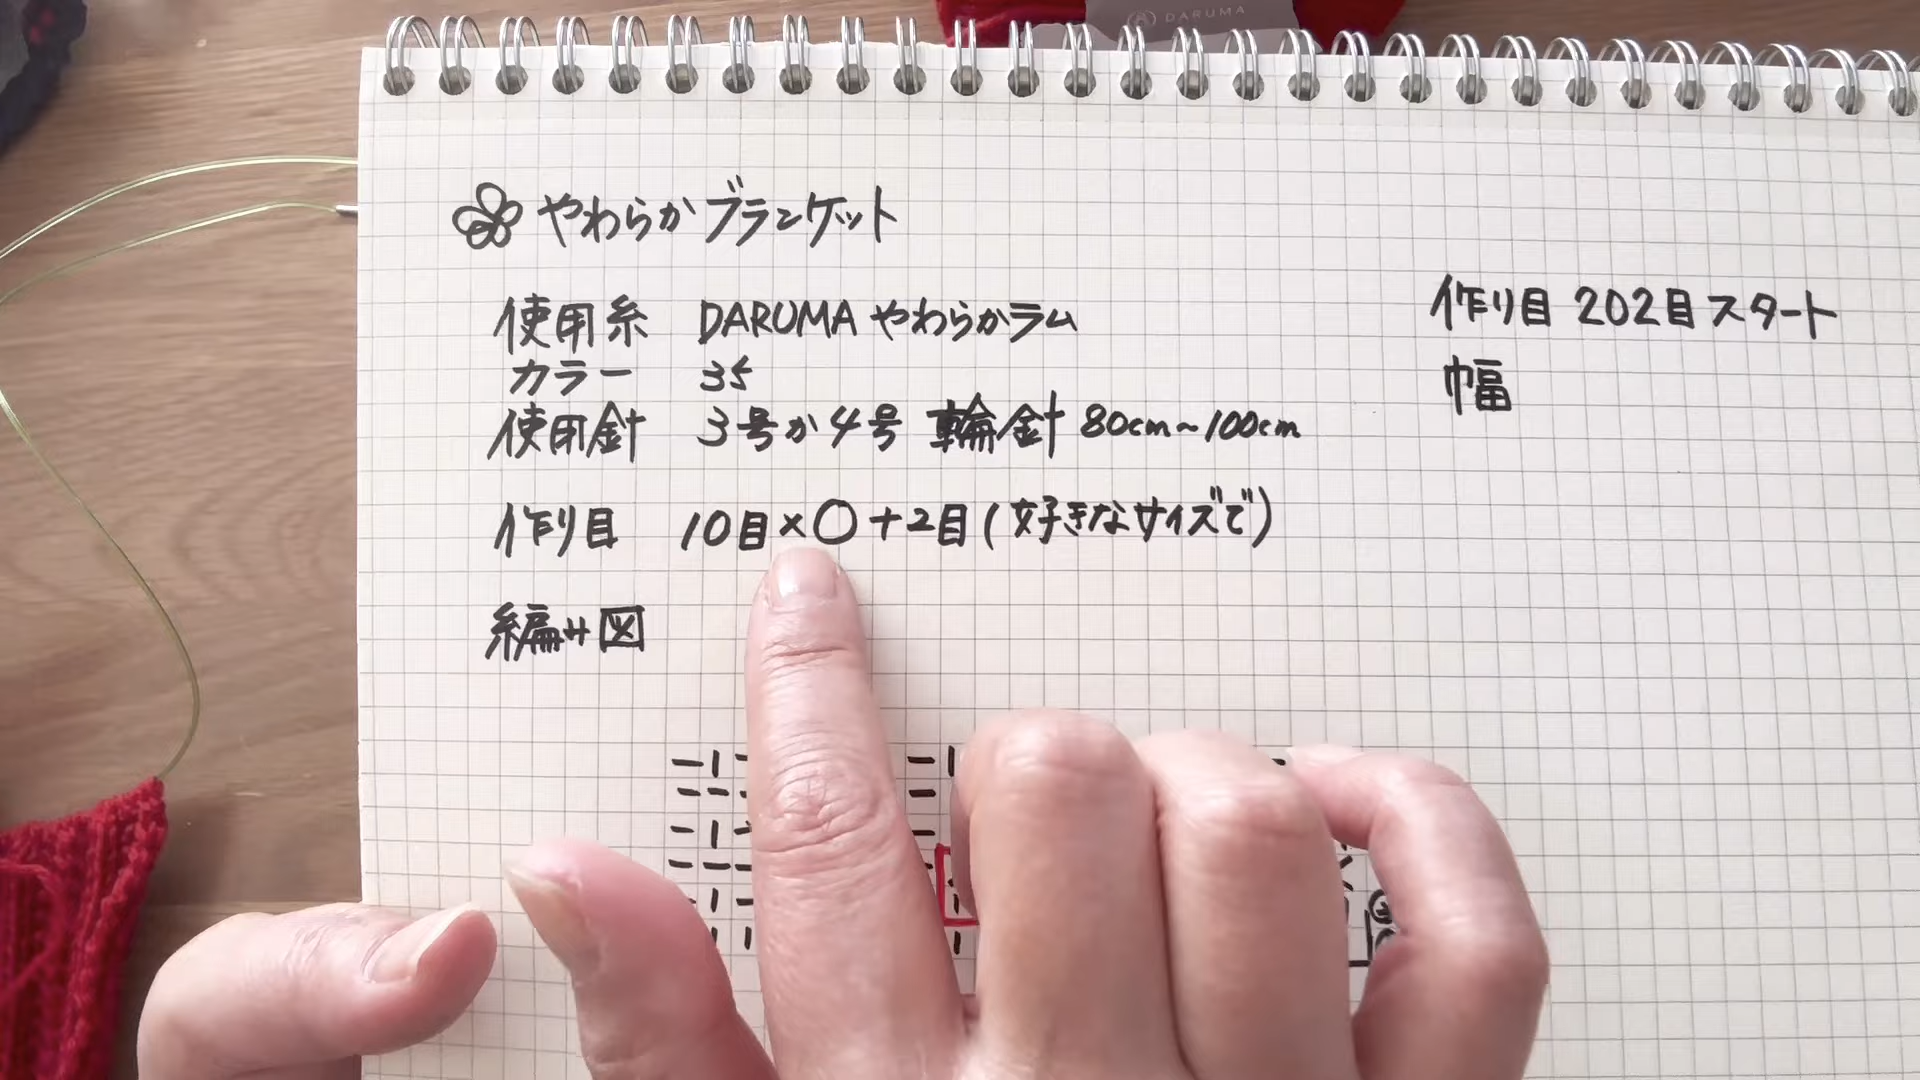 DARUMA
やわらかブランケット
使用糸 DARUMA やわらかラム
カラー 35
使用針 3号か4号 輪針 80cm~100cm
作り目 10目×○+2目(好きなサイズで)
編み図
作り目 202目スタート
幅